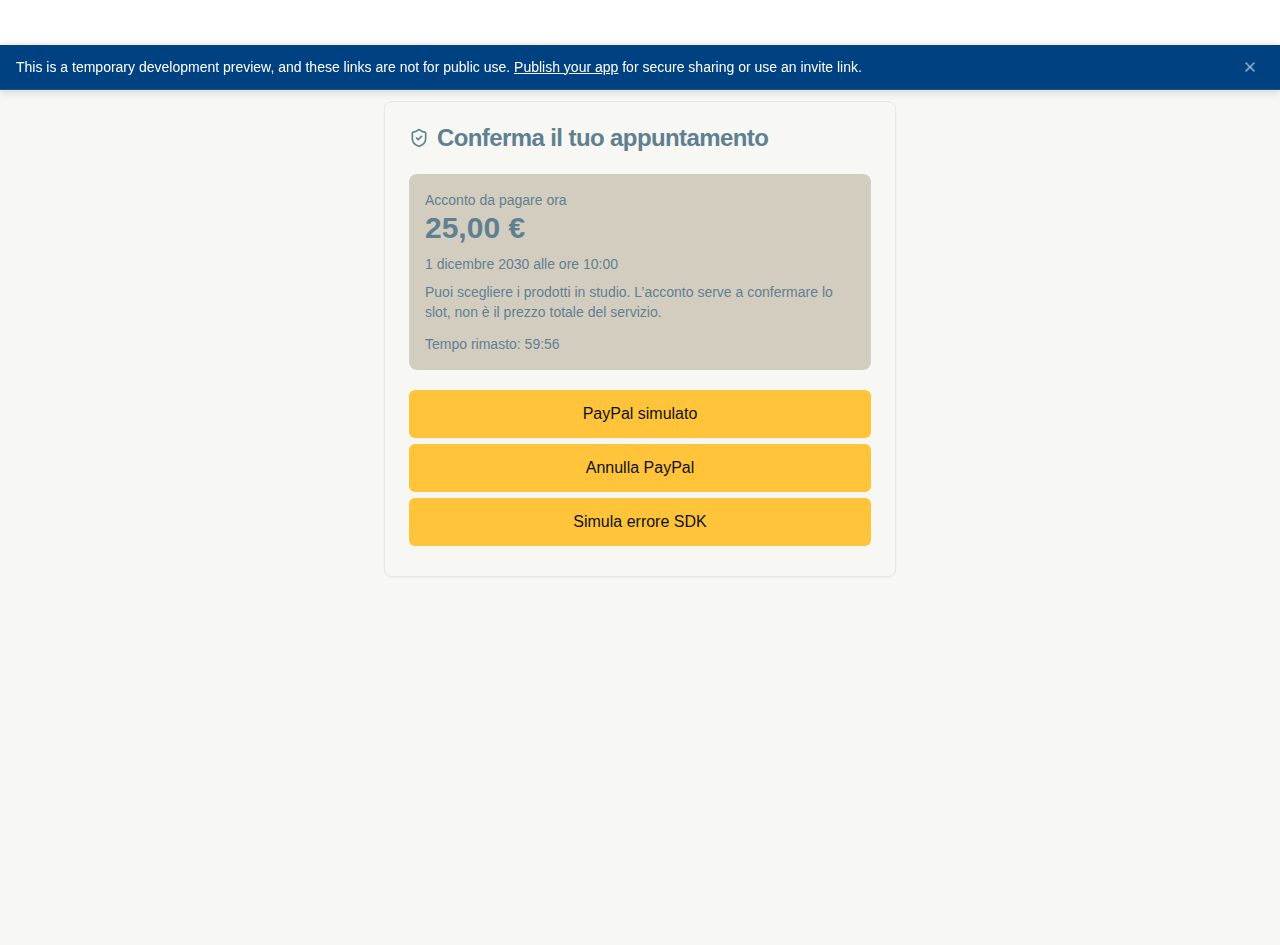 This is a temporary development preview, and these links are not for public use. Publish your app for secure sharing or use an invite link.
Conferma il tuo appuntamento
Acconto da pagare ora
25,00 €
1 dicembre 2030 alle ore 10:00
Puoi scegliere i prodotti in studio. L’acconto serve a confermare lo
slot, non è il prezzo totale del servizio.
Tempo rimasto: 59:56
PayPal simulato
Annulla PayPal
Simula errore SDK